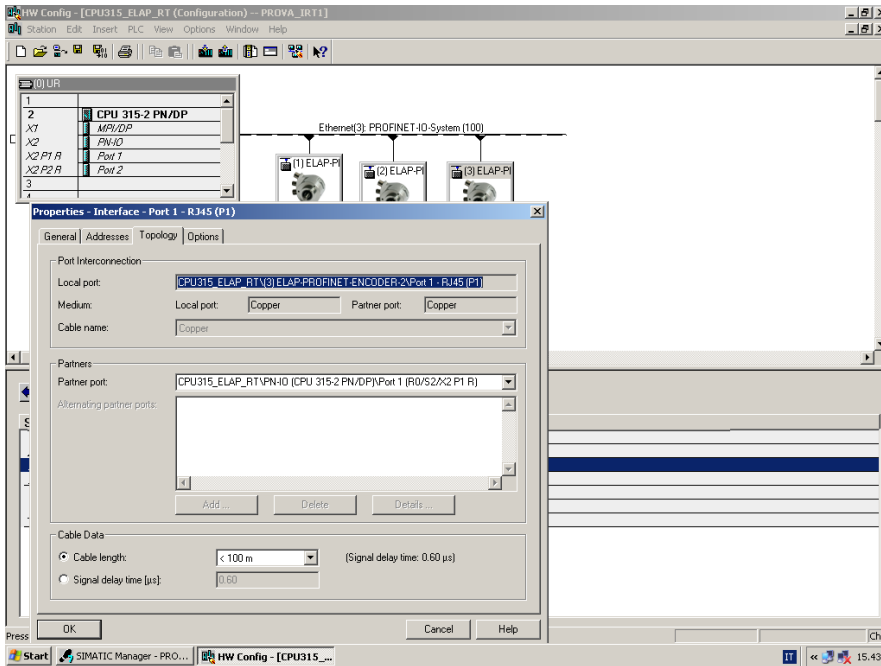 HW Config - [CPU315_ELAP_RT (Configuration) -- PROVA_IRT1]
Station Edit Insert PLC View Options Window Help
(0) UR
1
2 CPU 315-2 PN/DP
X1 MPI/DP
X2 PN-IO
X2 P1 R Port 1
X2 P2 R Port 2
3
Ethernet(3): PROFINET-IO-System (100)
(1) ELAP-PI
(2) ELAP-PI
(3) ELAP-PI
Properties - Interface - Port 1 - RJ45 (P1)
General Addresses Topology Options
Port Interconnection
Local port: CPU315_ELAP_RT\(3) ELAP-PROFINET-ENCODER-2\Port 1 - RJ45 (P1)
Medium: Local port: Copper Partner port: Copper
Cable name: Copper
Partners
Partner port: CPU315_ELAP_RT\PN-IO (CPU 315-2 PN/DP)\Port 1 (R0/S2/X2 P1 R)
Alternating partner ports:
Add ... Delete Details ...
Cable Data
Cable length: < 100 m (Signal delay time: 0.60 µs)
Signal delay time [µs]: 0.60
OK Cancel Help
Press
Ch
Start SIMATIC Manager - PRO... HW Config - [CPU315_... IT « 15.43